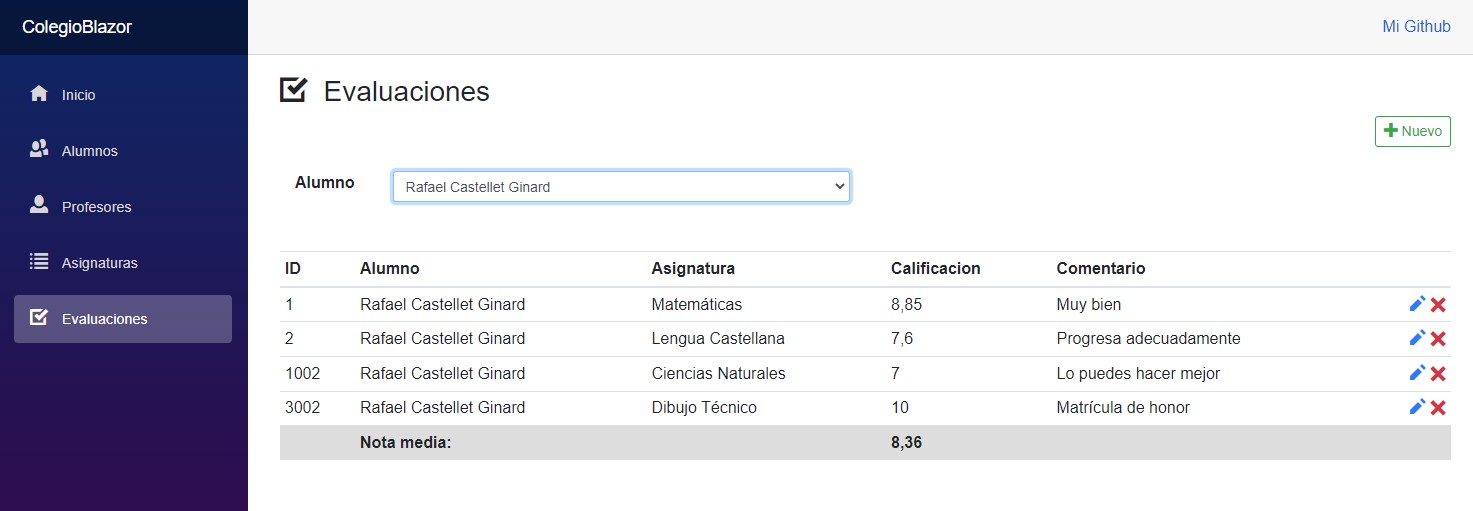 ColegioBlazor
Mi Github
Inicio
Alumnos
Profesores
Asignaturas
Evaluaciones
Evaluaciones
Nuevo
Alumno Rafael Castellet Ginard
ID Alumno Asignatura Calificacion Comentario
1 Rafael Castellet Ginard Matemáticas 8,85 Muy bien
2 Rafael Castellet Ginard Lengua Castellana 7,6 Progresa adecuadamente
1002 Rafael Castellet Ginard Ciencias Naturales 7 Lo puedes hacer mejor
3002 Rafael Castellet Ginard Dibujo Técnico 10 Matrícula de honor
Nota media: 8,36